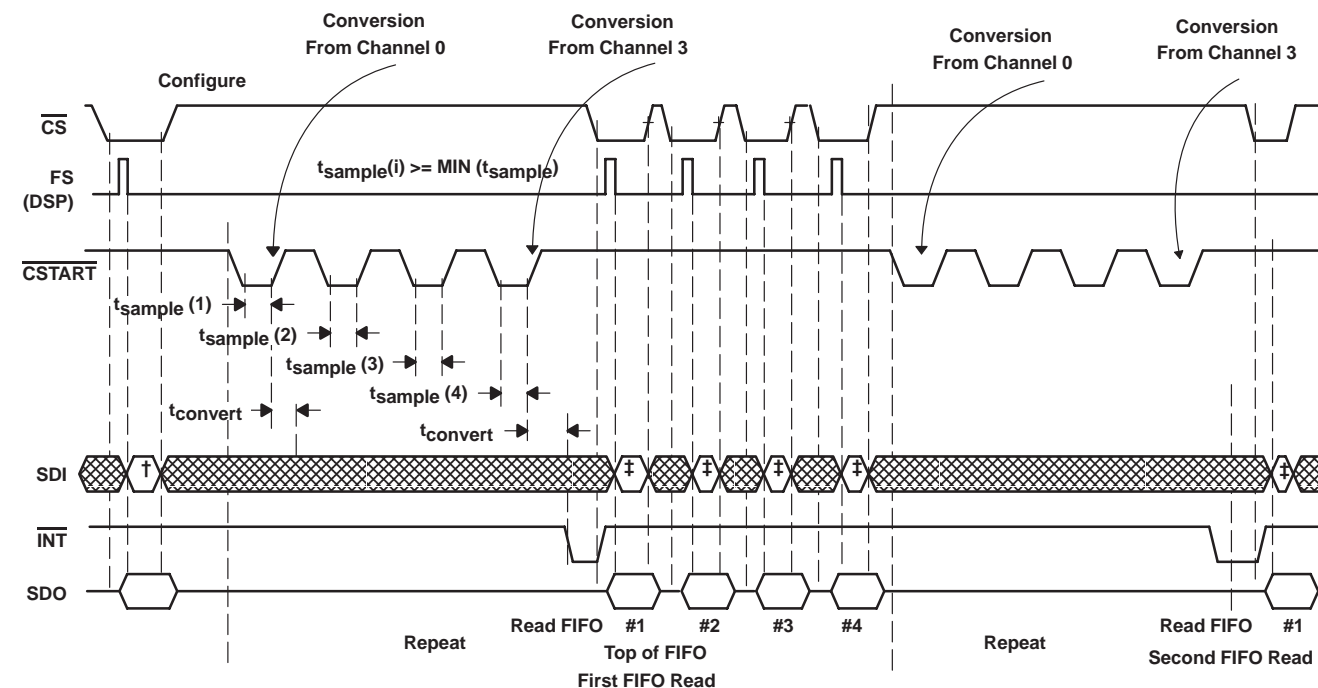 Conversion
From Channel 0
Conversion
From Channel 3
Conversion
From Channel 0
Conversion
From Channel 3
Configure
CS
FS
(DSP)
tsample(i) >= MIN (tsample)
CSTART
tsample (1)
tsample (2)
tsample (3)
tsample (4)
tconvert
tconvert
SDI
†
‡
‡
‡
‡
‡
INT
SDO
Repeat
Read FIFO #1 #2 #3 #4
Top of FIFO
First FIFO Read
Repeat
Read FIFO #1
Second FIFO Read